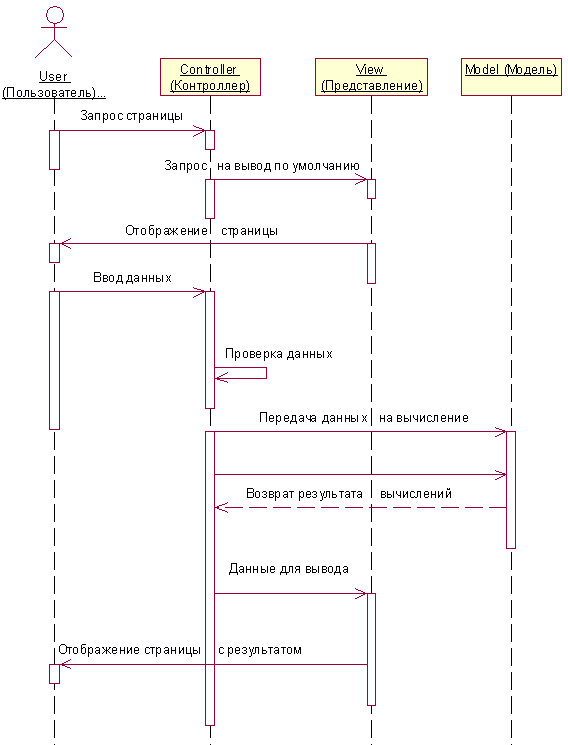 User
(Пользователь)...
Controller
(Контроллер)
View
(Представление)
Model (Модель)
Запрос страницы
Запрос на вывод по умолчанию
Отображение страницы
Ввод данных
Проверка данных
Передача данных на вычисление
Возврат результата вычислений
Данные для вывода
Отображение страницы с результатом